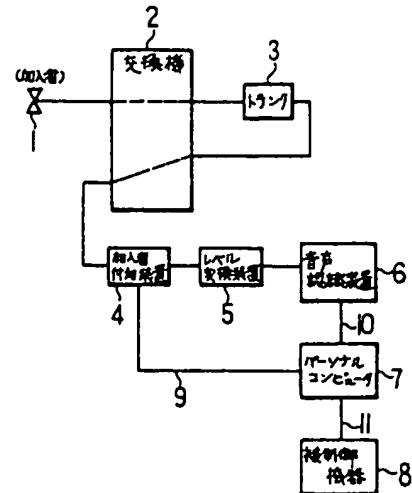 2
交換機
3
トランク
(加入者)
1
加入者
付加装置
4
レベル
変換装置
5
音声
認識装置
6
10
パーソナル
コンピュータ
7
9
11
被制御
機器
8